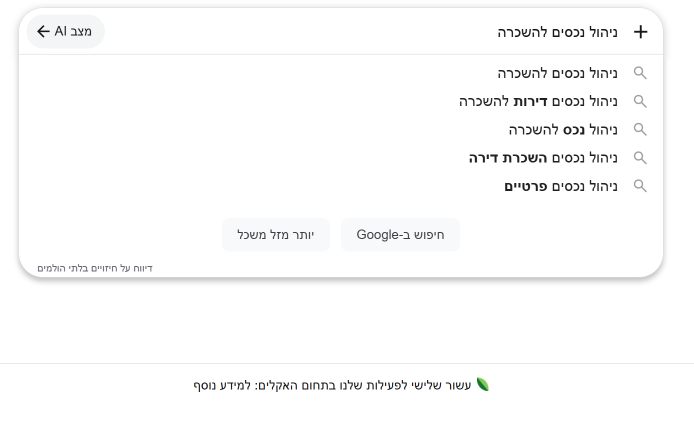 ניהול נכסים להשכרה
מצב AI
ניהול נכסים להשכרה
ניהול נכסים דירות להשכרה
ניהול נכס להשכרה
ניהול נכסים השכרת דירה
ניהול נכסים פרטיים
חיפוש ב-Google
יותר מזל משכל
דיווח על חיזויים בלתי הולמים
עשור שלישי לפעילות שלנו בתחום האקלים: למידע נוסף